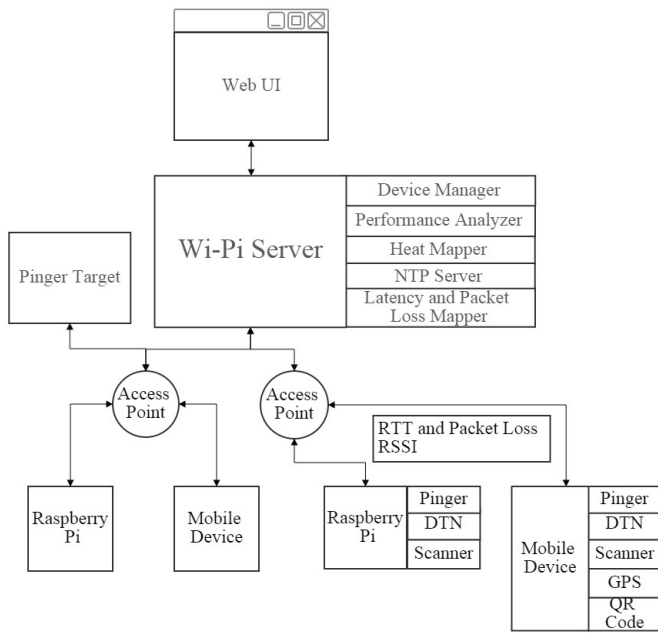 Web UI
Wi-Pi Server
Device Manager
Performance Analyzer
Heat Mapper
NTP Server
Latency and Packet
Loss Mapper
Pinger Target
Access
Point
Access
Point
RTT and Packet Loss
RSSI
Raspberry
Pi
Mobile
Device
Raspberry
Pi
Pinger
DTN
Scanner
Mobile
Device
Pinger
DTN
Scanner
GPS
QR
Code